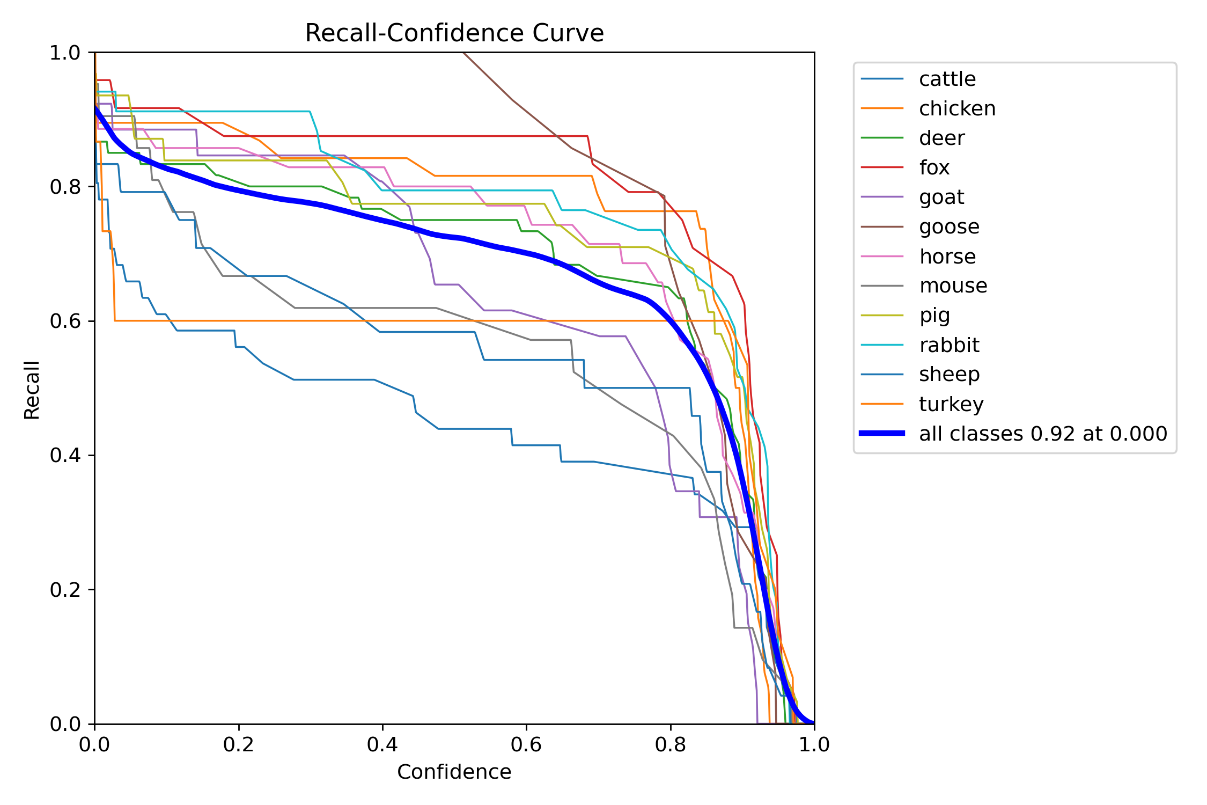 Recall-Confidence Curve
1.0
0.8
0.6
0.4
0.2
0.0
Recall
0.0 0.2 0.4 0.6 0.8 1.0
Confidence
cattle
chicken
deer
fox
goat
goose
horse
mouse
pig
rabbit
sheep
turkey
all classes 0.92 at 0.000